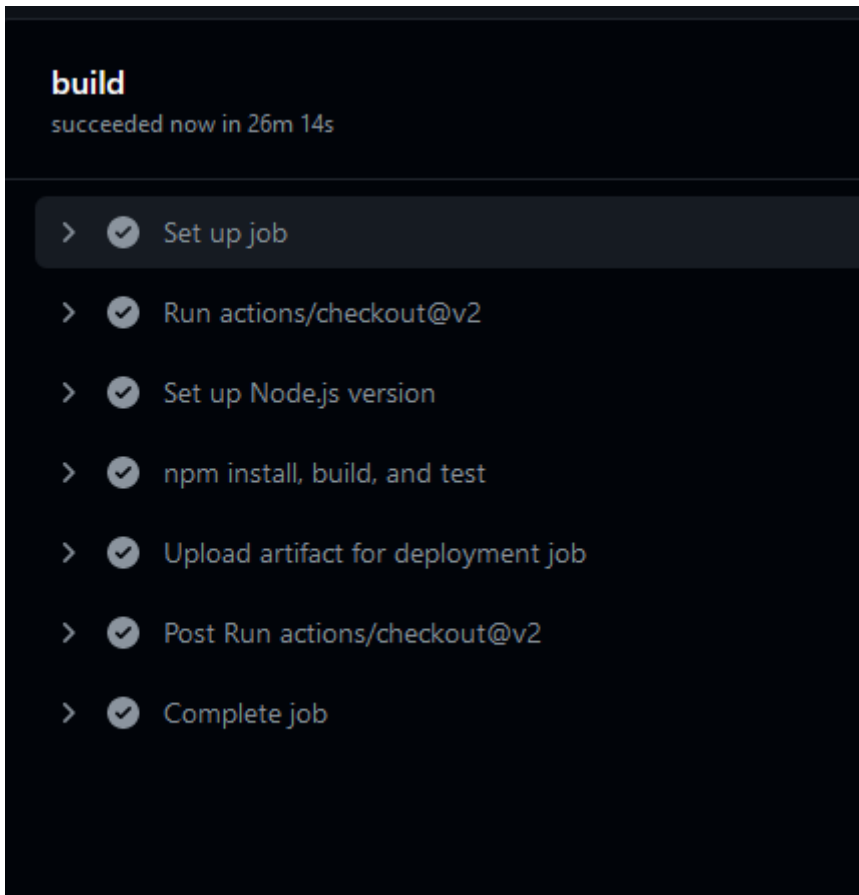 build
succeeded now in 26m 14s
Set up job
Run actions/checkout@v2
Set up Node.js version
npm install, build, and test
Upload artifact for deployment job
Post Run actions/checkout@v2
Complete job